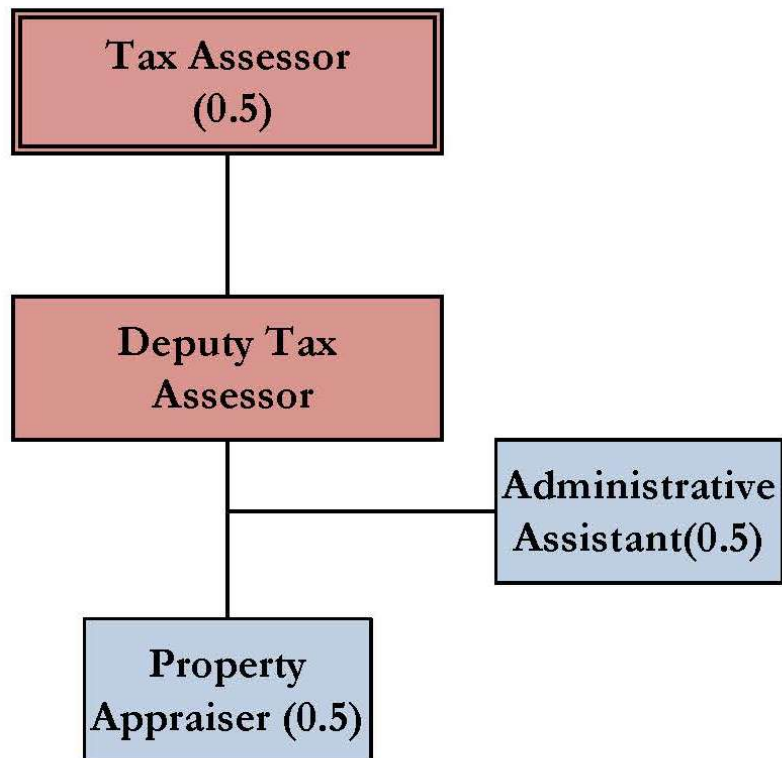 Tax Assessor
(0.5)
Deputy Tax
Assessor
Administrative
Assistant(0.5)
Property
Appraiser (0.5)